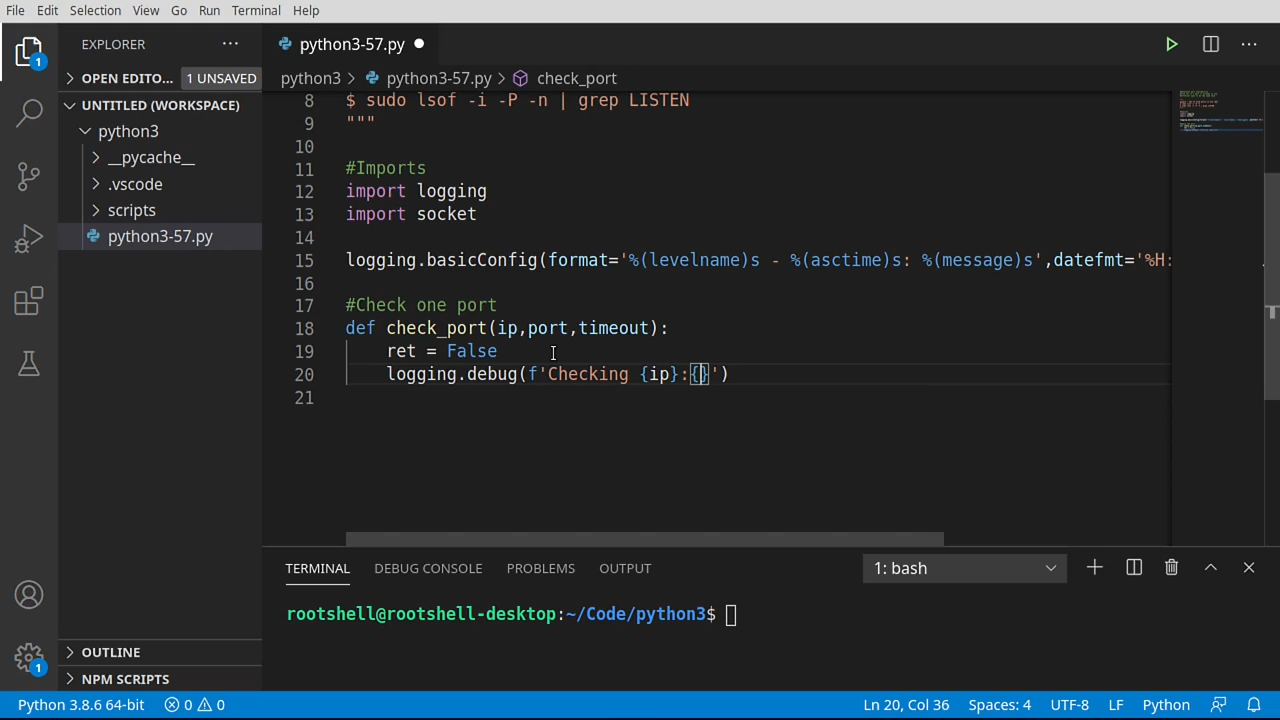 File Edit Selection View Go Run Terminal Help
EXPLORER
python3-57.py
OPEN EDITO... 1 UNSAVED
python3 > python3-57.py > check_port
UNTITLED (WORKSPACE)
python3
__pycache__
.vscode
scripts
python3-57.py
8 $ sudo lsof -i -P -n | grep LISTEN
9 """
10
11 #Imports
12 import logging
13 import socket
14
15 logging.basicConfig(format='%(levelname)s - %(asctime)s: %(message)s',datefmt='%H:
16
17 #Check one port
18 def check_port(ip,port,timeout):
19 ret = False
20 logging.debug(f'Checking {ip}:{}')
21
TERMINAL DEBUG CONSOLE PROBLEMS OUTPUT 1: bash
rootshell@rootshell-desktop:~/Code/python3$
OUTLINE
NPM SCRIPTS
1
1
Python 3.8.6 64-bit 0 0 Ln 20, Col 36 Spaces: 4 UTF-8 LF Python